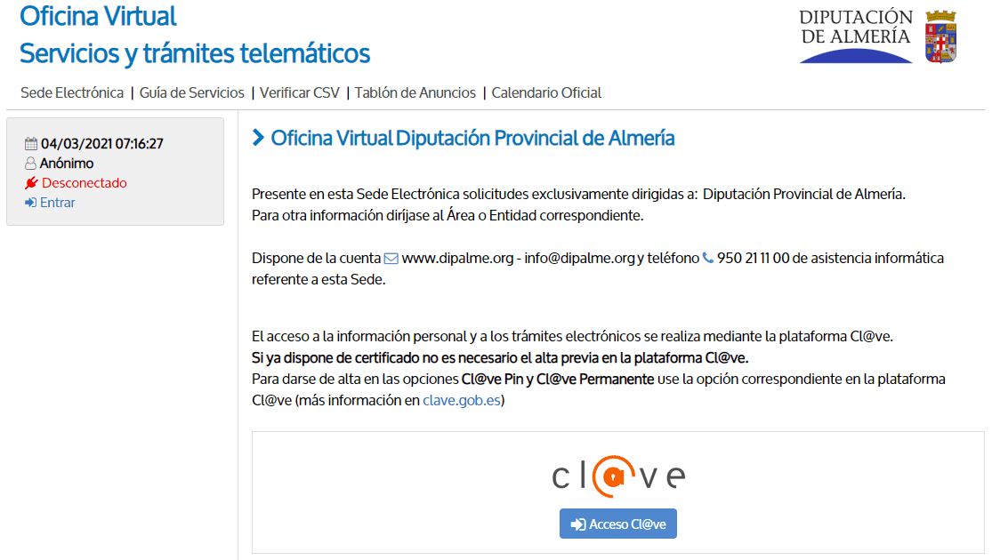 Oficina Virtual
Servicios y trámites telemáticos
DIPUTACIÓN
DE ALMERÍA
Sede Electrónica | Guía de Servicios | Verificar CSV | Tablón de Anuncios | Calendario Oficial
04/03/2021 07:16:27
Anónimo
Desconectado
Entrar
Oficina Virtual Diputación Provincial de Almería
Presente en esta Sede Electrónica solicitudes exclusivamente dirigidas a: Diputación Provincial de Almería.
Para otra información diríjase al Área o Entidad correspondiente.
Dispone de la cuenta www.dipalme.org - info@dipalme.org y teléfono 950 21 11 00 de asistencia informática
referente a esta Sede.
El acceso a la información personal y a los trámites electrónicos se realiza mediante la plataforma Cl@ve.
Si ya dispone de certificado no es necesario el alta previa en la plataforma Cl@ve.
Para darse de alta en las opciones Cl@ve Pin y Cl@ve Permanente use la opción correspondiente en la plataforma
Cl@ve (más información en clave.gob.es)
cl@ve
Acceso Cl@ve